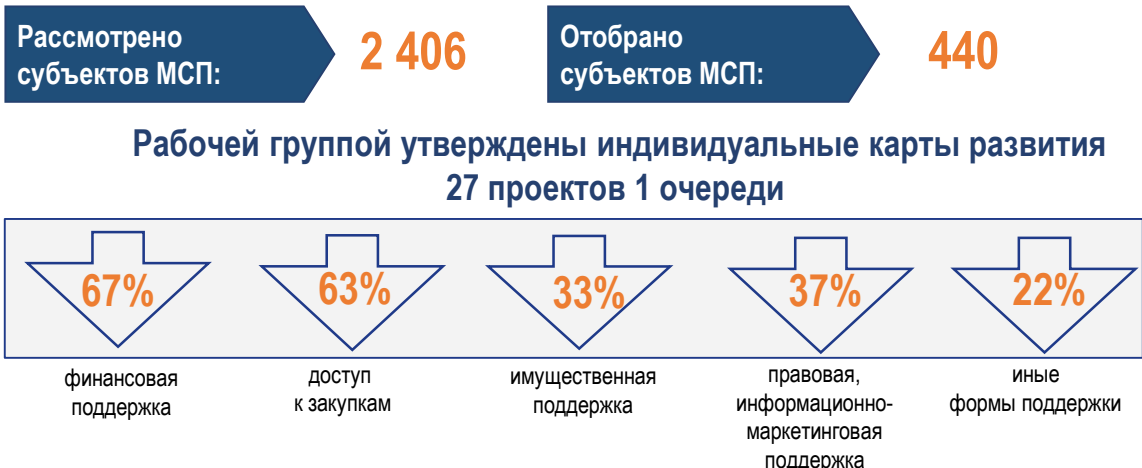 Рассмотрено
субъектов МСП:
2 406
Отобрано
субъектов МСП:
440
Рабочей группой утверждены индивидуальные карты развития
27 проектов 1 очереди
67%
63%
33%
37%
22%
финансовая
поддержка
доступ
к закупкам
имущественная
поддержка
правовая,
информационно-
маркетинговая
поддержка
иные
формы поддержки